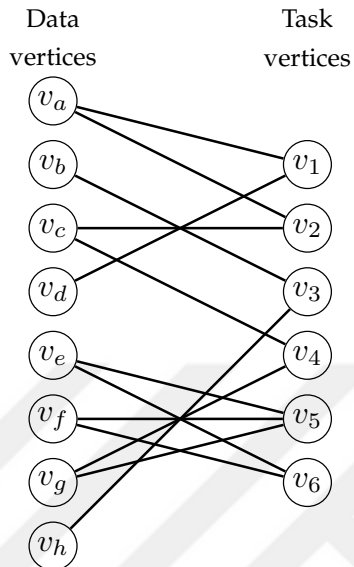 Data Task
vertices vertices
v_a
v_b v_1
v_c v_2
v_d v_3
v_e v_4
v_f v_5
v_g v_6
v_h